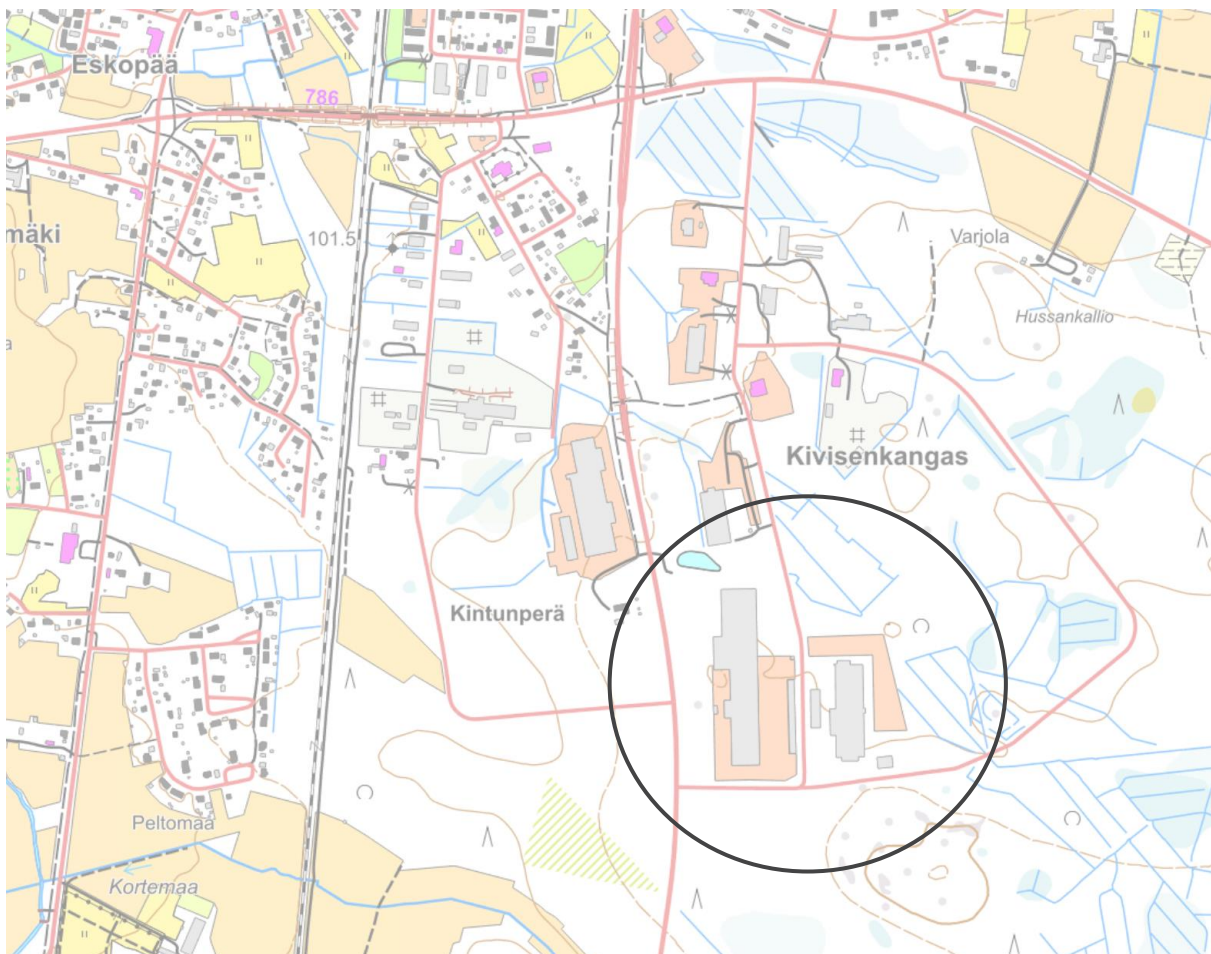 Eskopää
786
mäki
101.5
Varjola
Hussankallio
a
Kivisenkangas
Kintunperä
Peltomaa
Kortemaa